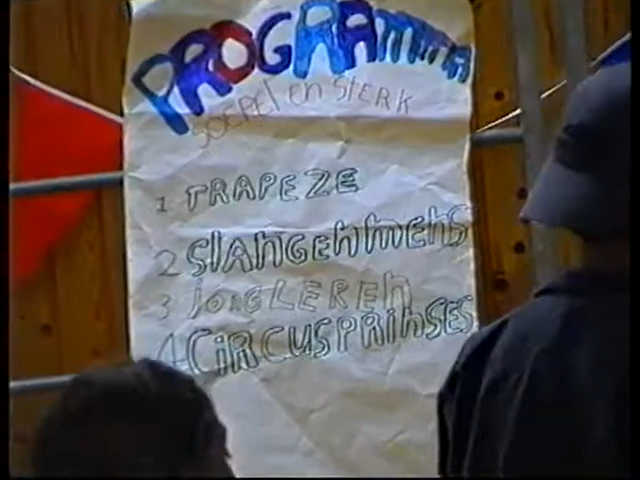 PROGRAMMA
SOEPEL en STERK
1 TRAPEZE
2 SLANGENMENS
3 JONGLEREN
4 CIRCUSPRINSES